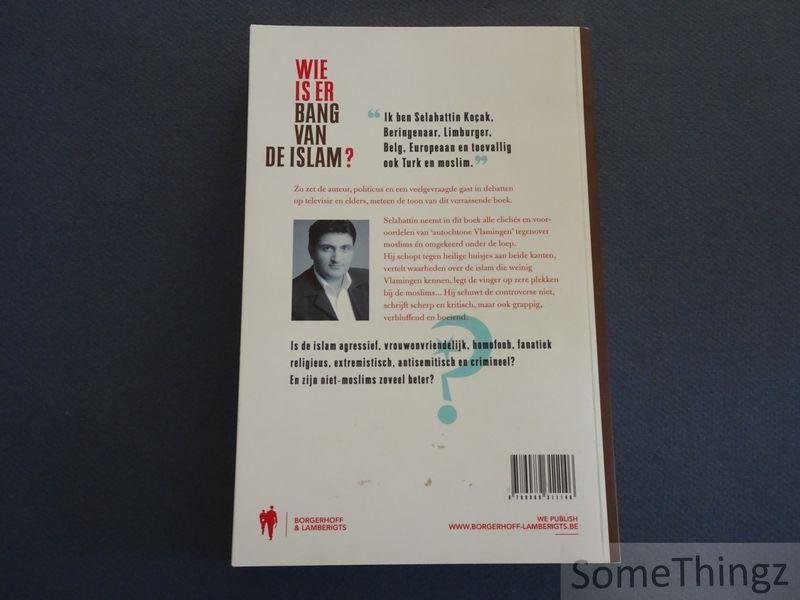 WIE
IS ER
BANG
VAN
DE ISLAM?
“Ik ben Selahattin Koçak,
Beringenaar, Limburger,
Belg, Europeaan en toevallig
ook Turk en moslim.”
Zo zet de auteur, politicus en een veelgevraagde gast in debatten
op televisie en elders, meteen de toon van dit verrassende boek.
Selahattin neemt in dit boek alle clichés en voor-
oordelen van ‘autochtone Vlamingen’ tegenover
moslims én omgekeerd onder de loep.
Hij schopt tegen heilige huisjes aan beide kanten,
vertelt waarheden over de islam die weinig
Vlamingen kennen, legt de vinger op zere plekken
bij de moslims... Hij schuwt de controverse niet,
schrijft scherp en kritisch, maar ook grappig,
verbluffend en boeiend.
Is de islam agressief, vrouwonvriendelijk, homofoob, fanatiek
religieus, extremistisch, antisemitisch en crimineel?
En zijn niet-moslims zoveel beter?
BORGERHOFF
& LAMBERIGTS
WE PUBLISH
WWW.BORGERHOFF-LAMBERIGTS.BE
SomeThingz